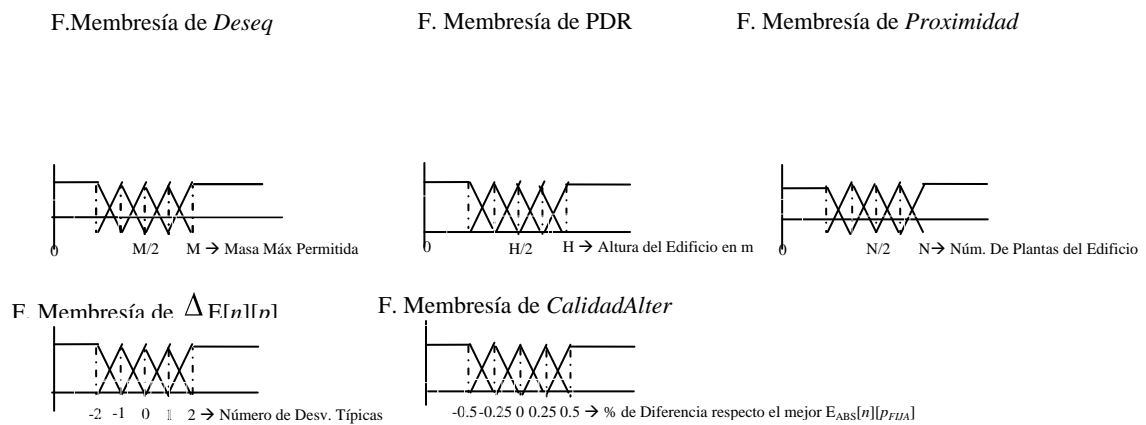 F.Membresía de Deseq
F. Membresía de PDR
F. Membresía de Proximidad
0 M/2 M → Masa Máx Permitida
0 H/2 H → Altura del Edificio en m
0 N/2 N→ Núm. De Plantas del Edificio
F. Membresía de Δ E[n][p]
F. Membresía de CalidadAlter
-2 -1 0 1 2 → Número de Desv. Típicas
-0.5 -0.25 0 0.25 0.5 → % de Diferencia respecto el mejor EABS[n][pFIJA]